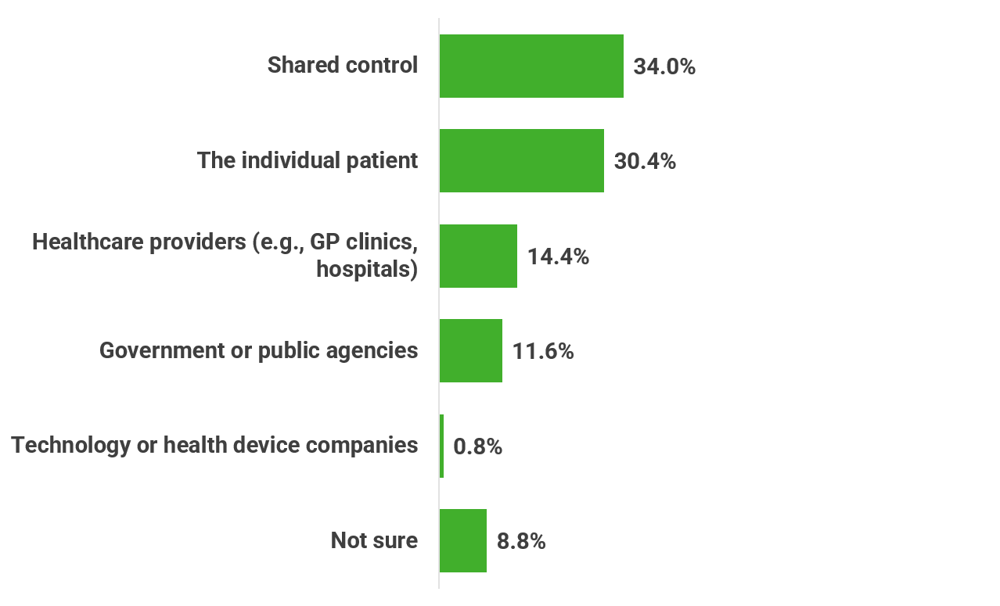 Shared control
34.0%
The individual patient
30.4%
Healthcare providers (e.g., GP clinics,
hospitals)
14.4%
Government or public agencies
11.6%
Technology or health device companies
0.8%
Not sure
8.8%